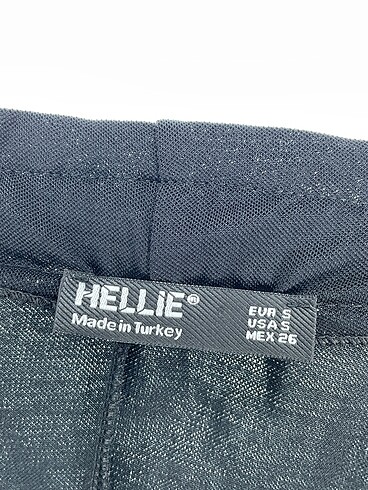 HELLiE®
Made in Turkey
EUR S
USA S
MEX 26